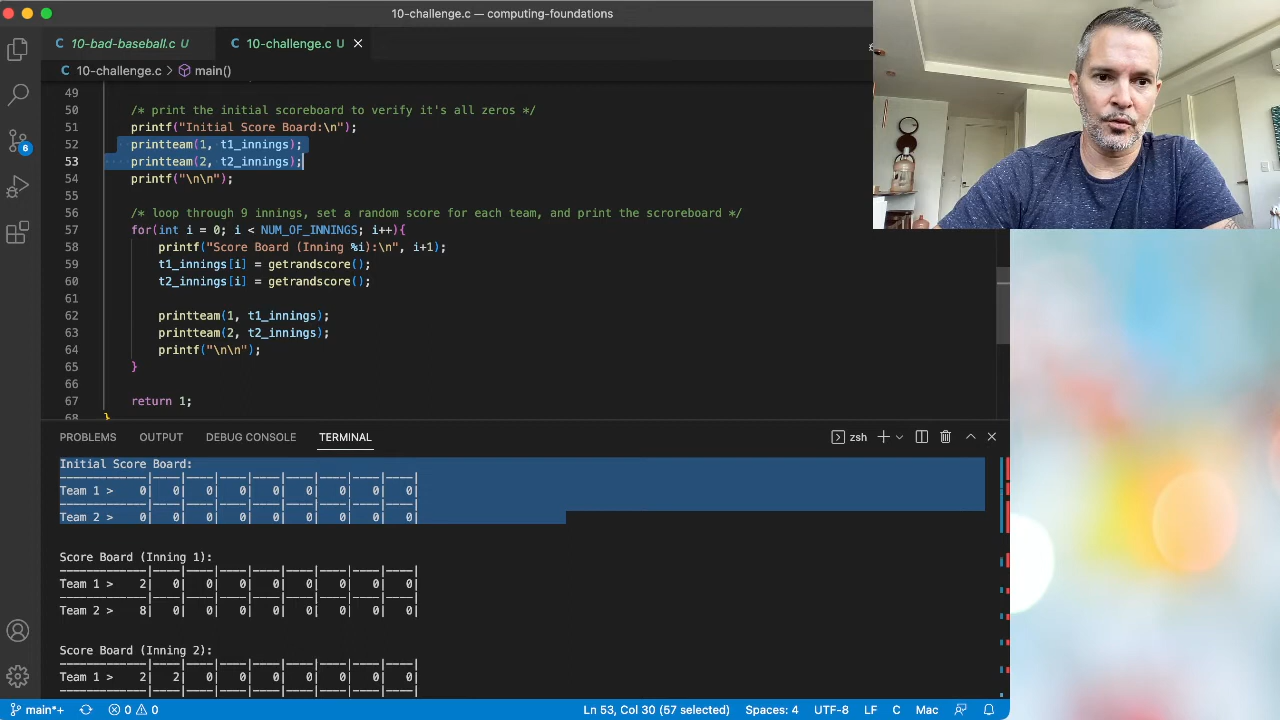 10-challenge.c — computing-foundations
C 10-bad-baseball.c U C 10-challenge.c U
C 10-challenge.c > main()
49
50 /* print the initial scoreboard to verify it's all zeros */
51 printf("Initial Score Board:\n");
52 printteam(1, t1_innings);
53 printteam(2, t2_innings);
54 printf("\n\n");
55
56 /* loop through 9 innings, set a random score for each team, and print the scroreboard */
57 for(int i = 0; i < NUM_OF_INNINGS; i++){
58 printf("Score Board (Inning %i):\n", i+1);
59 t1_innings[i] = getrandscore();
60 t2_innings[i] = getrandscore();
61
62 printteam(1, t1_innings);
63 printteam(2, t2_innings);
64 printf("\n\n");
65 }
66
67 return 1;
68 }
6
PROBLEMS OUTPUT DEBUG CONSOLE TERMINAL zsh
Initial Score Board:
------------|----|----|----|----|----|----|----|----|
Team 1 > 0| 0| 0| 0| 0| 0| 0| 0| 0|
------------|----|----|----|----|----|----|----|----|
Team 2 > 0| 0| 0| 0| 0| 0| 0| 0| 0|
Score Board (Inning 1):
------------|----|----|----|----|----|----|----|----|
Team 1 > 2| 0| 0| 0| 0| 0| 0| 0| 0|
------------|----|----|----|----|----|----|----|----|
Team 2 > 8| 0| 0| 0| 0| 0| 0| 0| 0|
Score Board (Inning 2):
------------|----|----|----|----|----|----|----|----|
Team 1 > 2| 2| 0| 0| 0| 0| 0| 0| 0|
------------|----|----|----|----|----|----|----|----|
main*+ 0 0 Ln 53, Col 30 (57 selected) Spaces: 4 UTF-8 LF C Mac